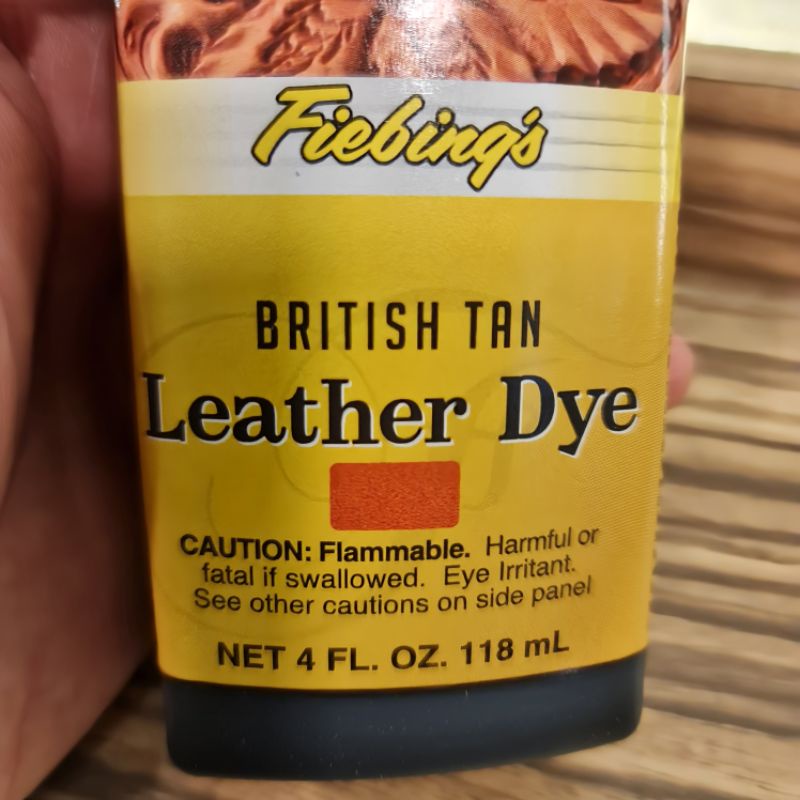 Fiebing's
BRITISH TAN
Leather Dye
CAUTION: Flammable. Harmful or
fatal if swallowed. Eye Irritant.
See other cautions on side panel
NET 4 FL. OZ. 118 mL